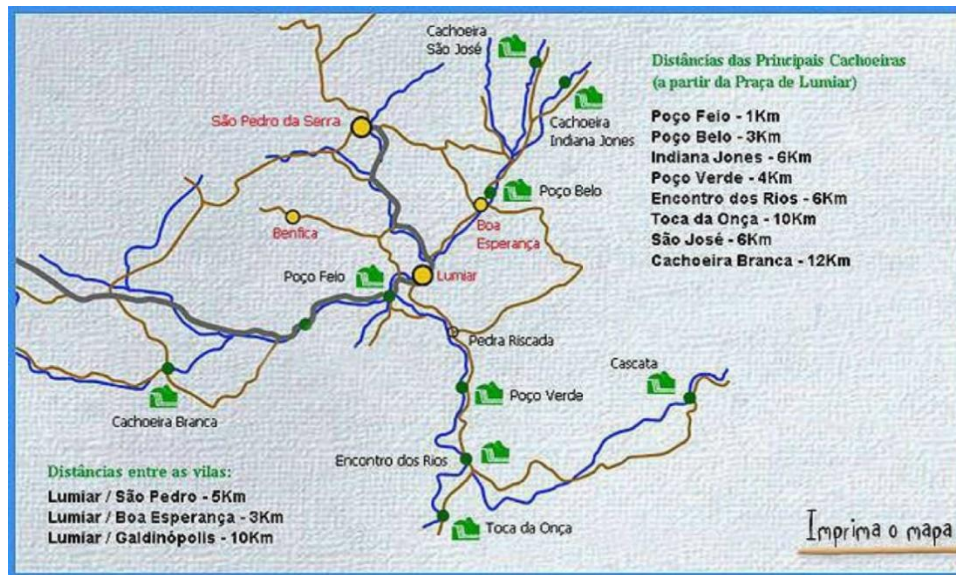 Cachoeira
São José
Distâncias das Principais Cachoeiras
(a partir da Praça de Lumiar)
Poço Feio - 1Km
Poço Belo - 3Km
Indiana Jones - 6Km
Poço Verde - 4Km
Encontro dos Rios - 6Km
Toca da Onça - 10Km
São José - 6Km
Cachoeira Branca - 12Km
São Pedro da Serra
Cachoeira
Indiana Jones
Poço Belo
Benfica
Boa
Esperança
Poço Feio
Lumiar
Pedra Riscada
Cascata
Poço Verde
Cachoeira Branca
Encontro dos Rios
Distâncias entre as vilas:
Lumiar / São Pedro - 5Km
Lumiar / Boa Esperança - 3Km
Lumiar / Galdinópolis - 10Km
Toca da Onça
Imprima o mapa